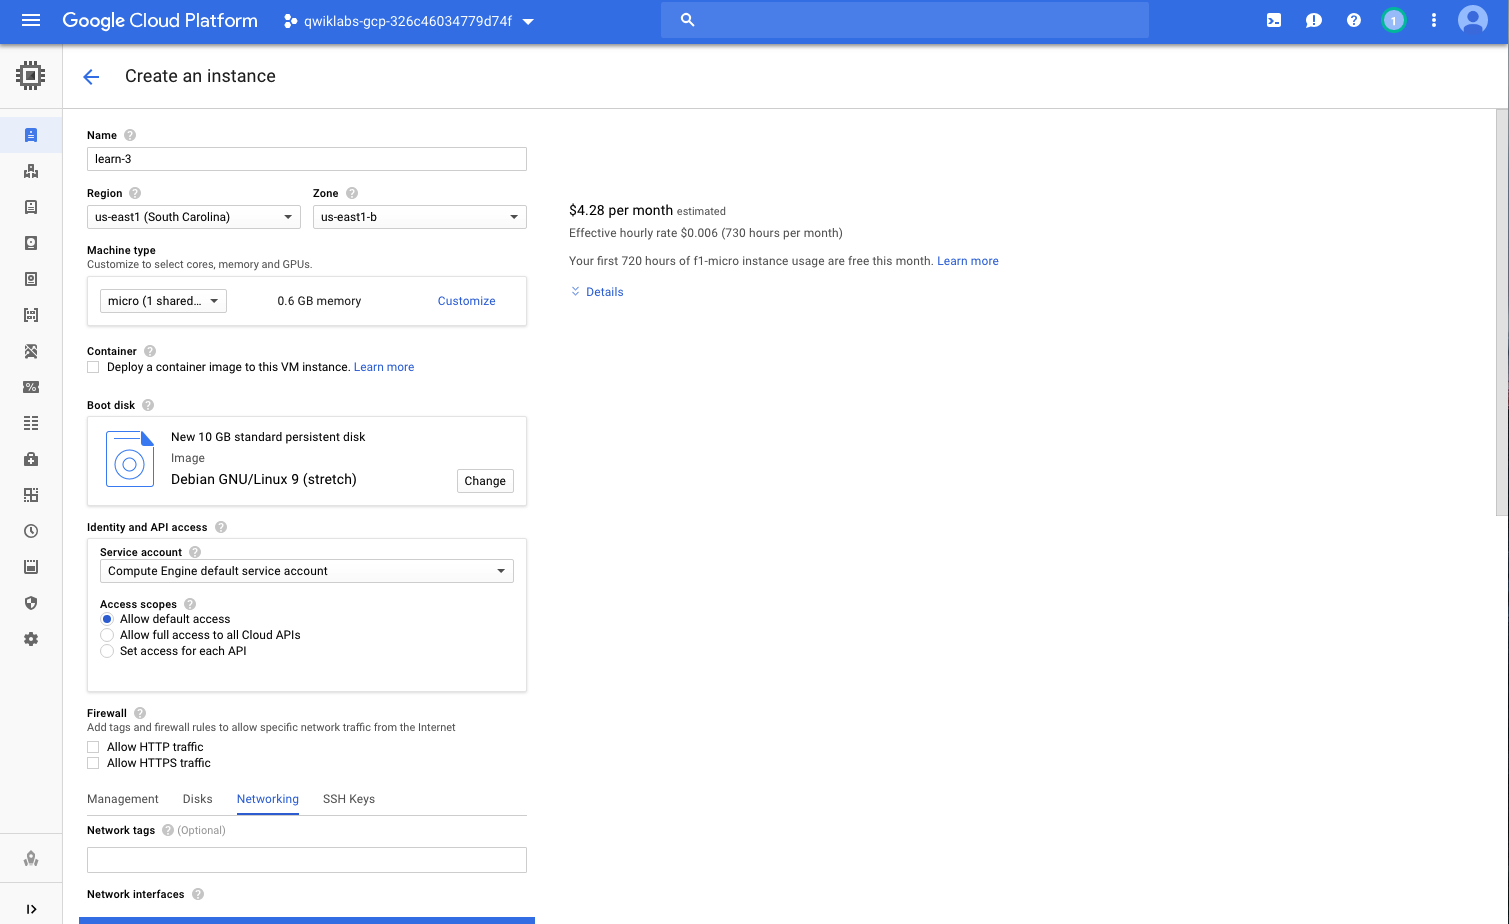 Google Cloud Platform
qwiklabs-gcp-326c46034779d74f
1
Create an instance
Name
learn-3
Region
Zone
us-east1 (South Carolina)
us-east1-b
Machine type
Customize to select cores, memory and GPUs.
micro (1 shared...
0.6 GB memory
Customize
Container
Deploy a container image to this VM instance. Learn more
Boot disk
New 10 GB standard persistent disk
Image
Debian GNU/Linux 9 (stretch)
Change
Identity and API access
Service account
Compute Engine default service account
Access scopes
Allow default access
Allow full access to all Cloud APIs
Set access for each API
Firewall
Add tags and firewall rules to allow specific network traffic from the Internet
Allow HTTP traffic
Allow HTTPS traffic
Management
Disks
Networking
SSH Keys
Network tags (Optional)
Network interfaces
$4.28 per month estimated
Effective hourly rate $0.006 (730 hours per month)
Your first 720 hours of f1-micro instance usage are free this month. Learn more
Details